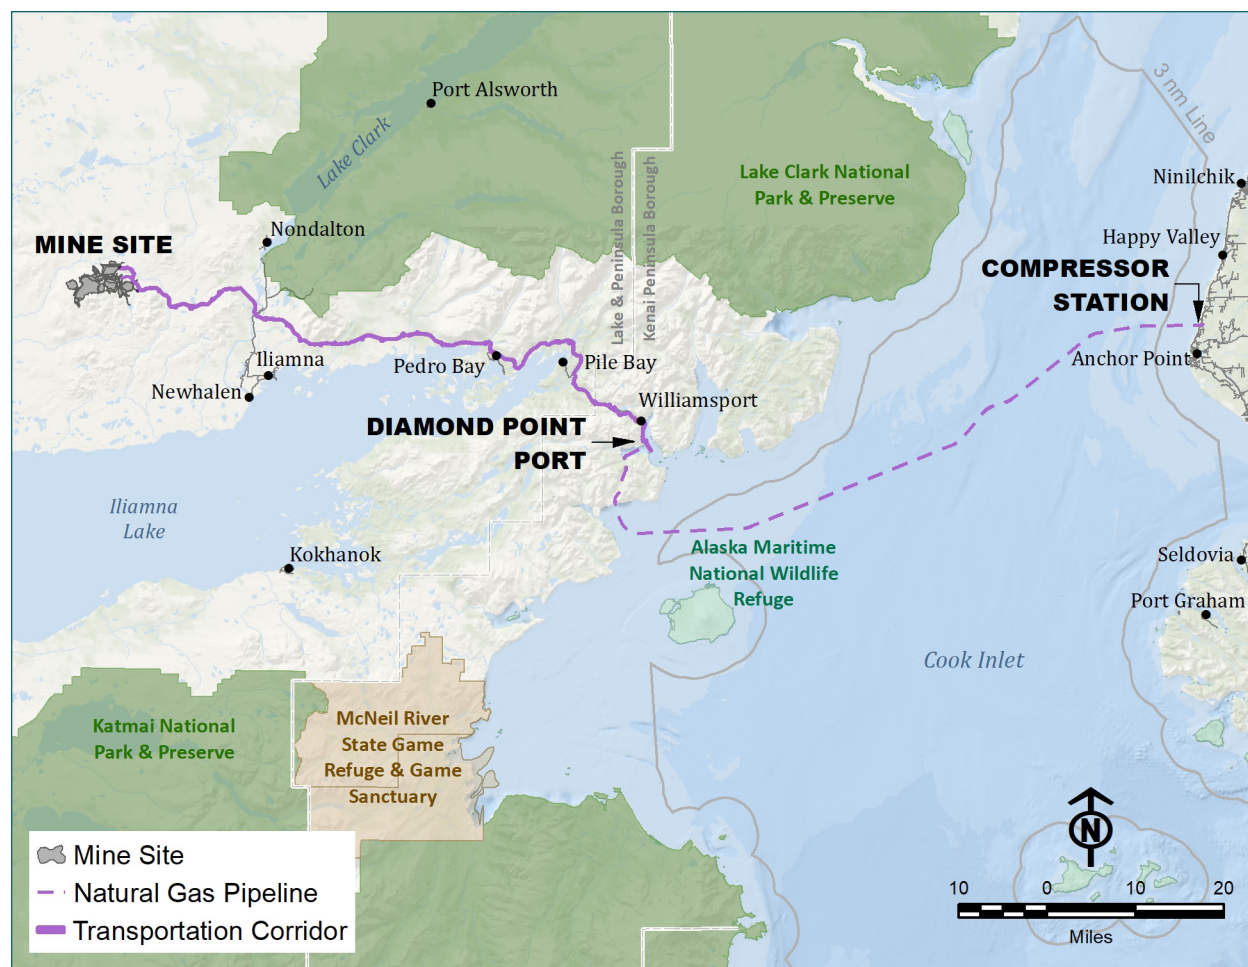 Port Alsworth
Lake Clark
3 nm Line
Lake & Peninsula Borough
Kenai Peninsula Borough
Lake Clark National
Park & Preserve
Ninilchik
Nondalton
MINE SITE
Happy Valley
COMPRESSOR
STATION
Iliamna
Pedro Bay
Pile Bay
Anchor Point
Newhalen
Williamsport
DIAMOND POINT
PORT
Iliamna
Lake
Kokhanok
Alaska Maritime
National Wildlife
Refuge
Seldovia
Port Graham
Cook Inlet
Katmai National
Park & Preserve
McNeil River
State Game
Refuge & Game
Sanctuary
N
Mine Site
Natural Gas Pipeline
Transportation Corridor
10 0 10 20
Miles